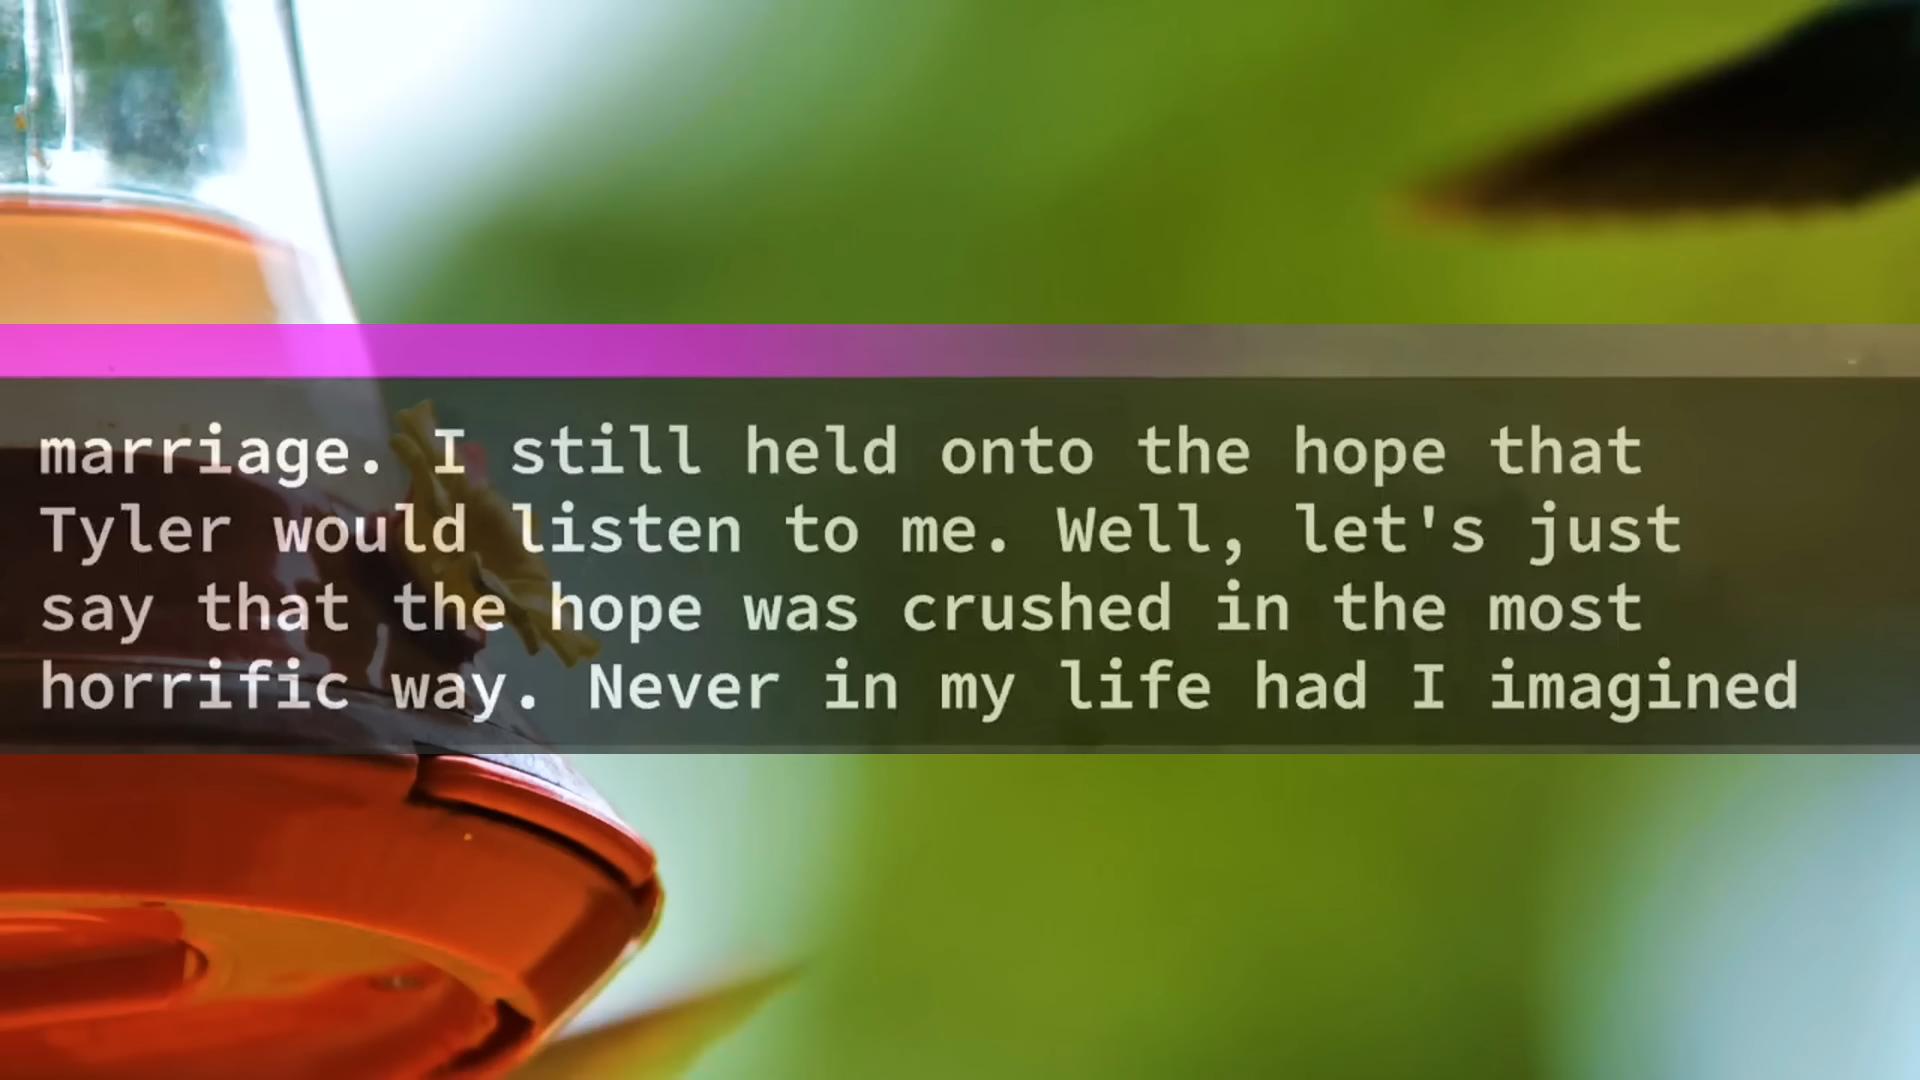 marriage. I still held onto the hope that
Tyler would listen to me. Well, let's just
say that the hope was crushed in the most
horrific way. Never in my life had I imagined